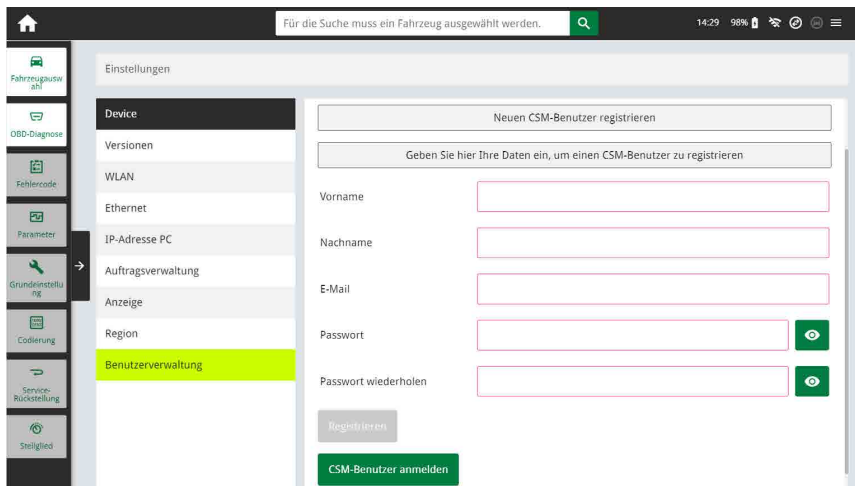 Für die Suche muss ein Fahrzeug ausgewählt werden.
14:29 98%
Fahrzeugausw
ahl
OBD-Diagnose
Fehlercode
Parameter
Grundeinstellu
ng
Codierung
Service-
Rückstellung
Stellglied
Einstellungen
Device
Versionen
WLAN
Ethernet
IP-Adresse PC
Auftragsverwaltung
Anzeige
Region
Benutzerverwaltung
Neuen CSM-Benutzer registrieren
Geben Sie hier Ihre Daten ein, um einen CSM-Benutzer zu registrieren
Vorname
Nachname
E-Mail
Passwort
Passwort wiederholen
Registrieren
CSM-Benutzer anmelden